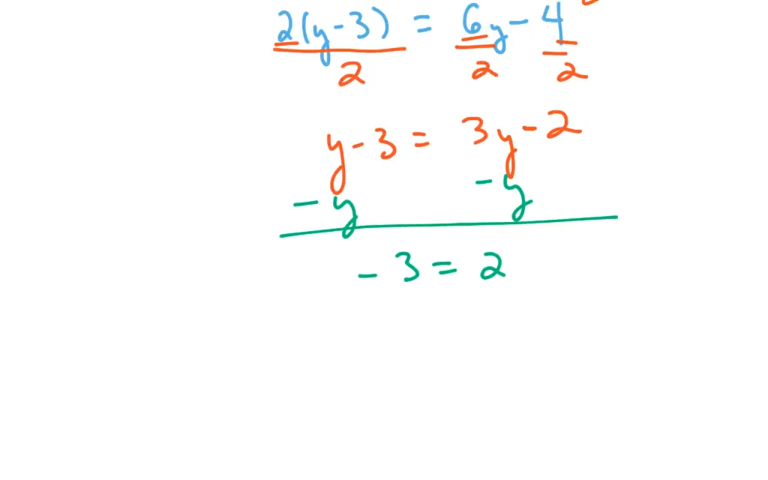 2(y-3) = 6y-4
2 2 2
y-3 = 3y-2
-y -y
-3 = 2